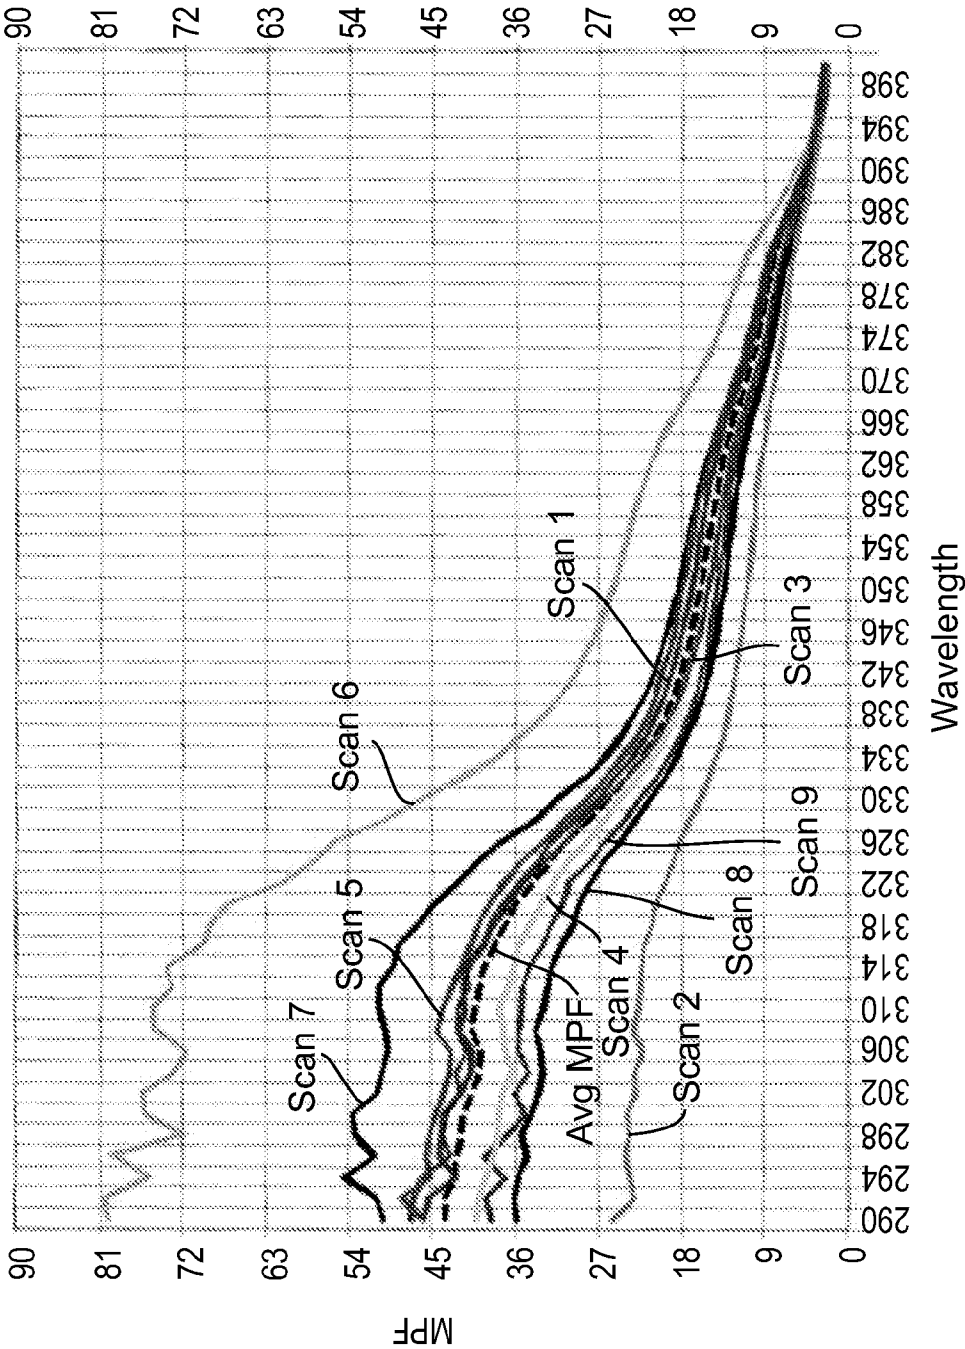 90 81 72 63 54 45 36 27 18 9 0
MPF
90 81 72 63 54 45 36 27 18 9 0
290 294 298 302 306 310 314 318 322 326 330 334 338 342 346 350 354 358 362 366 370 374 378 382 386 390 394 398
Wavelength
Scan 7
Scan 5
Scan 6
Scan 1
Avg MPF
Scan 4
Scan 2
Scan 8
Scan 9
Scan 3